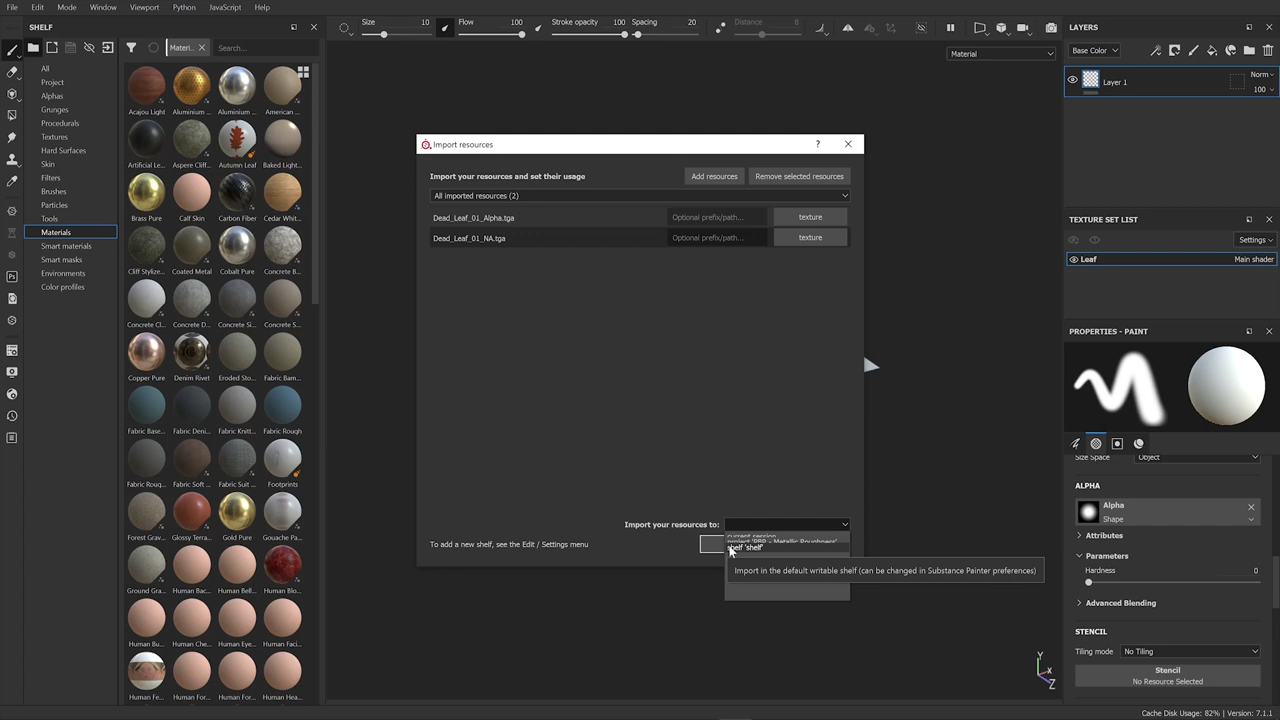 File Edit Mode Window Viewport Python JavaScript Help
SHELF
Size 10 Flow 100 Stroke opacity 100 Spacing 20 Distance 8
LAYERS
Materi... Search...
Base Color
Material
Layer 1 Norm
100
All
Project
Alphas
Grunges
Procedurals
Textures
Hard Surfaces
Skin
Filters
Brushes
Particles
Tools
Materials
Smart materials
Smart masks
Environments
Color profiles
Acajou Light Aluminium ... Aluminium ... American ...
Artificial Le... Aspere Cliff... Autumn Leaf Baked Light...
Brass Pure Calf Skin Carbon Fiber Cedar Whit...
Cliff Stylize... Coated Metal Cobalt Pure Concrete B...
Concrete Cl... Concrete D... Concrete Si... Concrete S...
Copper Pure Denim Rivet Eroded Sto... Fabric Bam...
Fabric Base... Fabric Deni... Fabric Knitt... Fabric Rough
Fabric Roug... Fabric Soft ... Fabric Suit ... Footprints
Forest Grav... Glossy Terra... Gold Pure Gouache Pa...
Ground Gra... Human Bac... Human Bell... Human Blo...
Human Bu... Human Che... Human Eye... Human Faci...
Human Fe... Human For... Human For... Human Hea...
Import resources ?
Import your resources and set their usage Add resources Remove selected resources
All imported resources (2)
Dead_Leaf_01_Alpha.tga Optional prefix/path... texture
Dead_Leaf_01_NA.tga Optional prefix/path... texture
Import your resources to:
current session
project 'PBR - Metallic Roughness'
shelf 'shelf'
To add a new shelf, see the Edit / Settings menu
Import in the default writable shelf (can be changed in Substance Painter preferences)
TEXTURE SET LIST
Settings
Leaf Main shader
PROPERTIES - PAINT
Size Space Object
ALPHA
Alpha
Shape
Attributes
Parameters
Hardness 0
Advanced Blending
STENCIL
Tiling mode No Tiling
Stencil
No Resource Selected
Y
X
Z
Ps
Cache Disk Usage: 82% | Version: 7.1.1